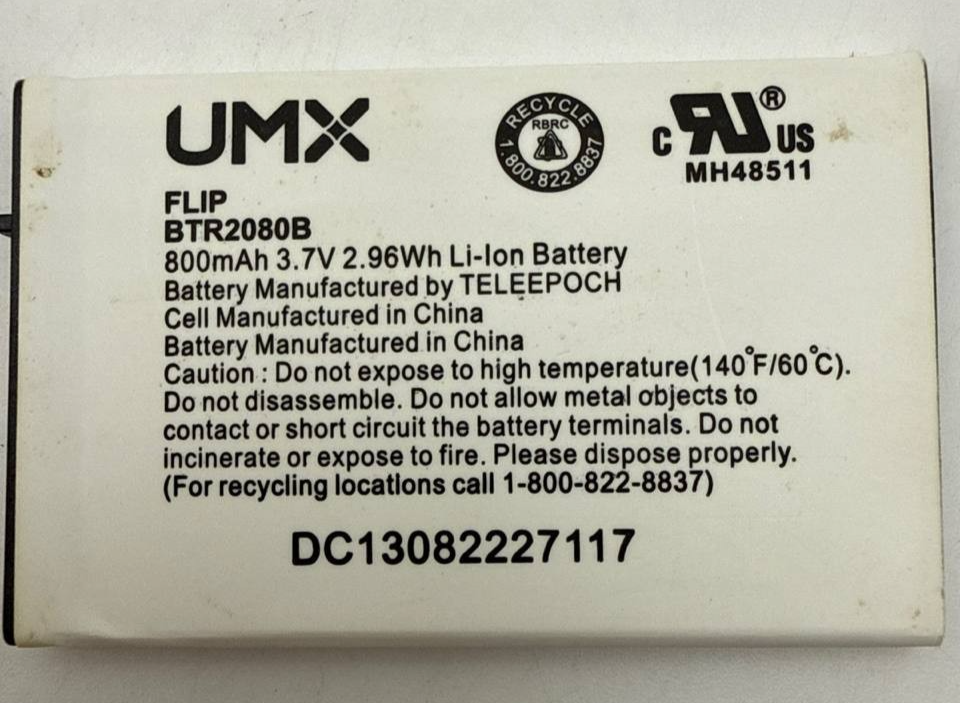 UMX
RECYCLE
RBRC
1.800.822.8837
C RU® US
MH48511
FLIP
BTR2080B
800mAh 3.7V 2.96Wh Li-Ion Battery
Battery Manufactured by TELEEPOCH
Cell Manufactured in China
Battery Manufactured in China
Caution : Do not expose to high temperature(140°F/60°C).
Do not disassemble. Do not allow metal objects to
contact or short circuit the battery terminals. Do not
incinerate or expose to fire. Please dispose properly.
(For recycling locations call 1-800-822-8837)
DC13082227117